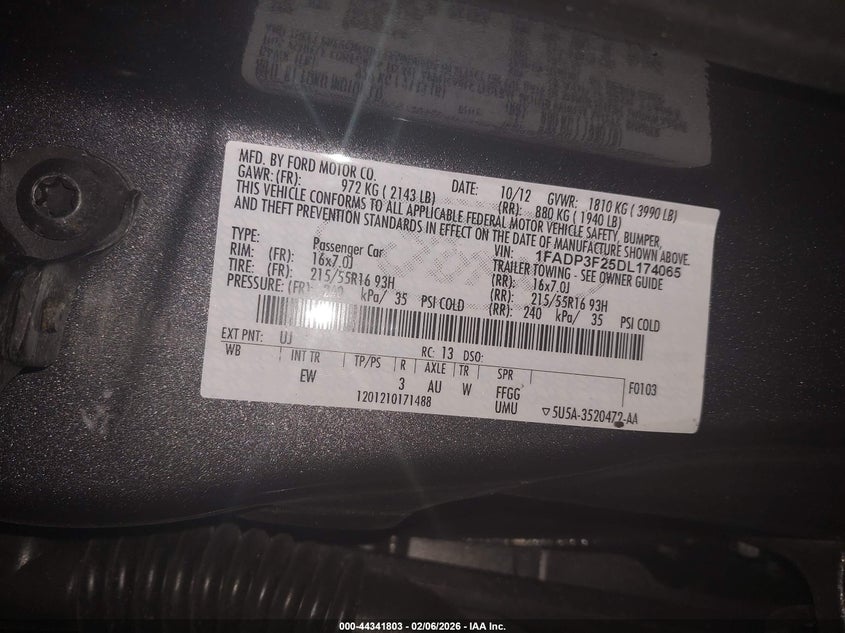 MFD. BY FORD MOTOR CO.
DATE: 10/12 GVWR: 1810 KG ( 3990 LB)
GAWR: (FR): 972 KG ( 2143 LB) (RR): 880 KG ( 1940 LB)
THIS VEHICLE CONFORMS TO ALL APPLICABLE FEDERAL MOTOR VEHICLE SAFETY, BUMPER,
AND THEFT PREVENTION STANDARDS IN EFFECT ON THE DATE OF MANUFACTURE SHOWN ABOVE.
VIN: 1FADP3F25DL174065
TYPE: Passenger Car TRAILER TOWING - SEE OWNER GUIDE
RIM: (FR): 16x7.0J (RR): 16x7.0J
TIRE: (FR): 215/55R16 93H (RR): 215/55R16 93H
PRESSURE: (FR): kPa/ 35 PSI COLD (RR): 240 kPa/ 35 PSI COLD
EXT PNT: UJ RC: 13 DSO:
WB INT TR TP/PS R AXLE TR SPR F0103
EW 3 AU W FFGG
1201210171488 UMU ▽5U5A-3520472-AA
000-44341803 - 02/06/2026 - IAA Inc.